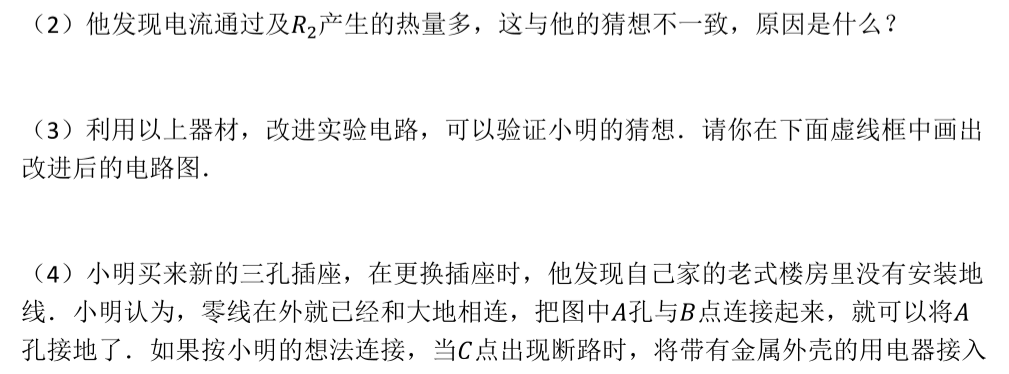 （2）他发现电流通过及R₂产生的热量多，这与他的猜想不一致，原因是什么？
（3）利用以上器材，改进实验电路，可以验证小明的猜想．请你在下面虚线框中画出
改进后的电路图．
（4）小明买来新的三孔插座，在更换插座时，他发现自己家的老式楼房里没有安装地
线．小明认为，零线在外就已经和大地相连，把图中A孔与B点连接起来，就可以将A
孔接地了．如果按小明的想法连接，当C点出现断路时，将带有金属外壳的用电器接入